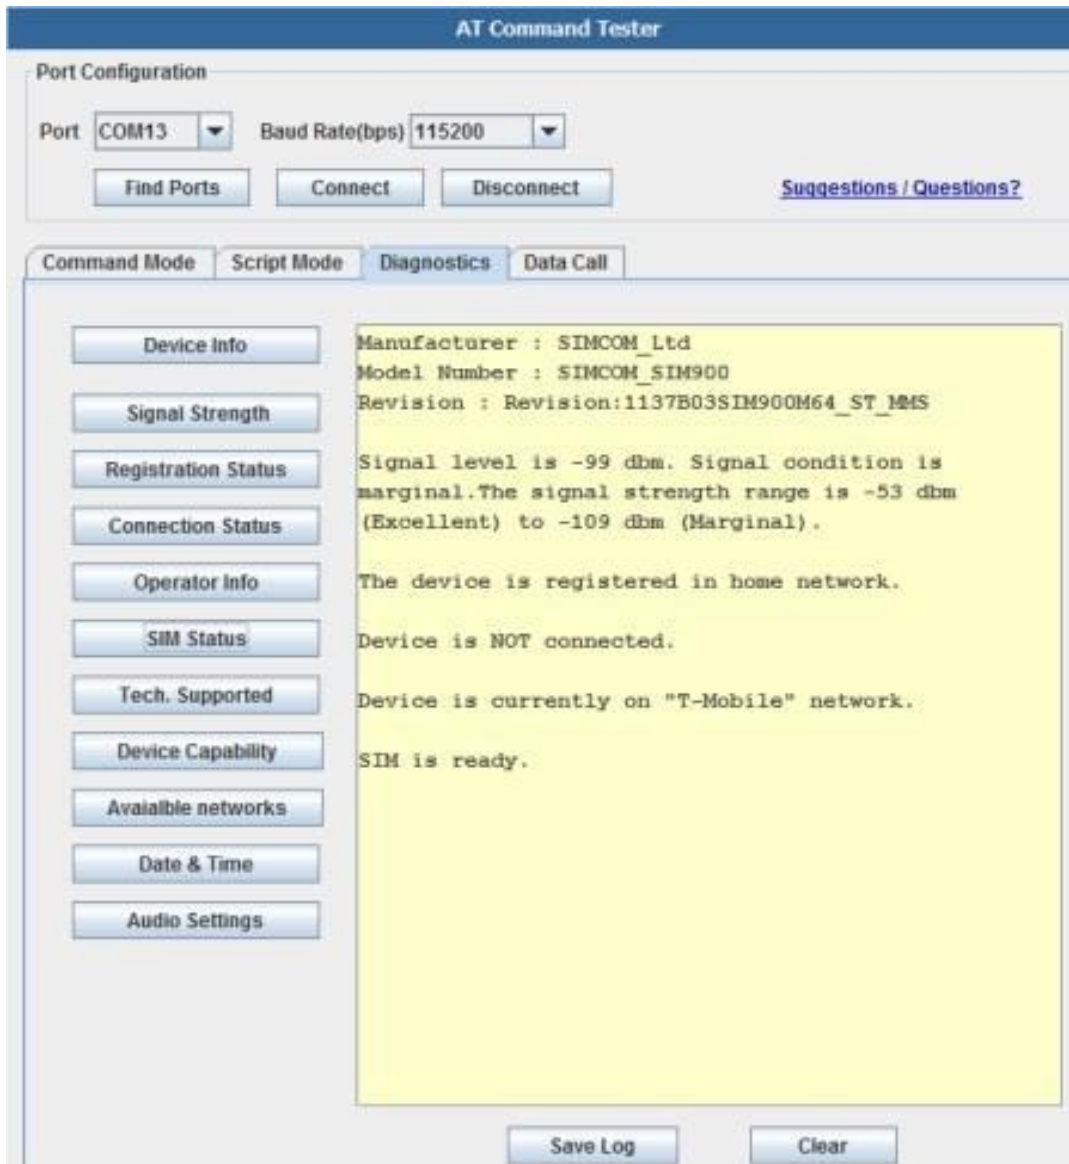 AT Command Tester
Port Configuration
Port COM13 Baud Rate(bps) 115200
Find Ports Connect Disconnect Suggestions / Questions?
Command Mode Script Mode Diagnostics Data Call
Device Info
Signal Strength
Registration Status
Connection Status
Operator Info
SIM Status
Tech. Supported
Device Capability
Avaialble networks
Date & Time
Audio Settings
Manufacturer : SIMCOM_Ltd
Model Number : SIMCOM_SIM900
Revision : Revision:1137B03SIM900M64_ST_MMS
Signal level is -99 dbm. Signal condition is
marginal.The signal strength range is -53 dbm
(Excellent) to -109 dbm (Marginal).
The device is registered in home network.
Device is NOT connected.
Device is currently on "T-Mobile" network.
SIM is ready.
Save Log Clear